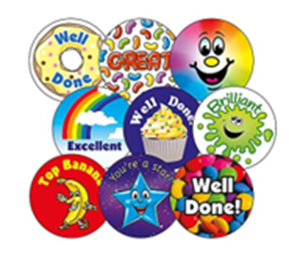 Well
Done
GREAT
Excellent
Well Done!
Brilliant
Top Banana
You're a star!
Well
Done!